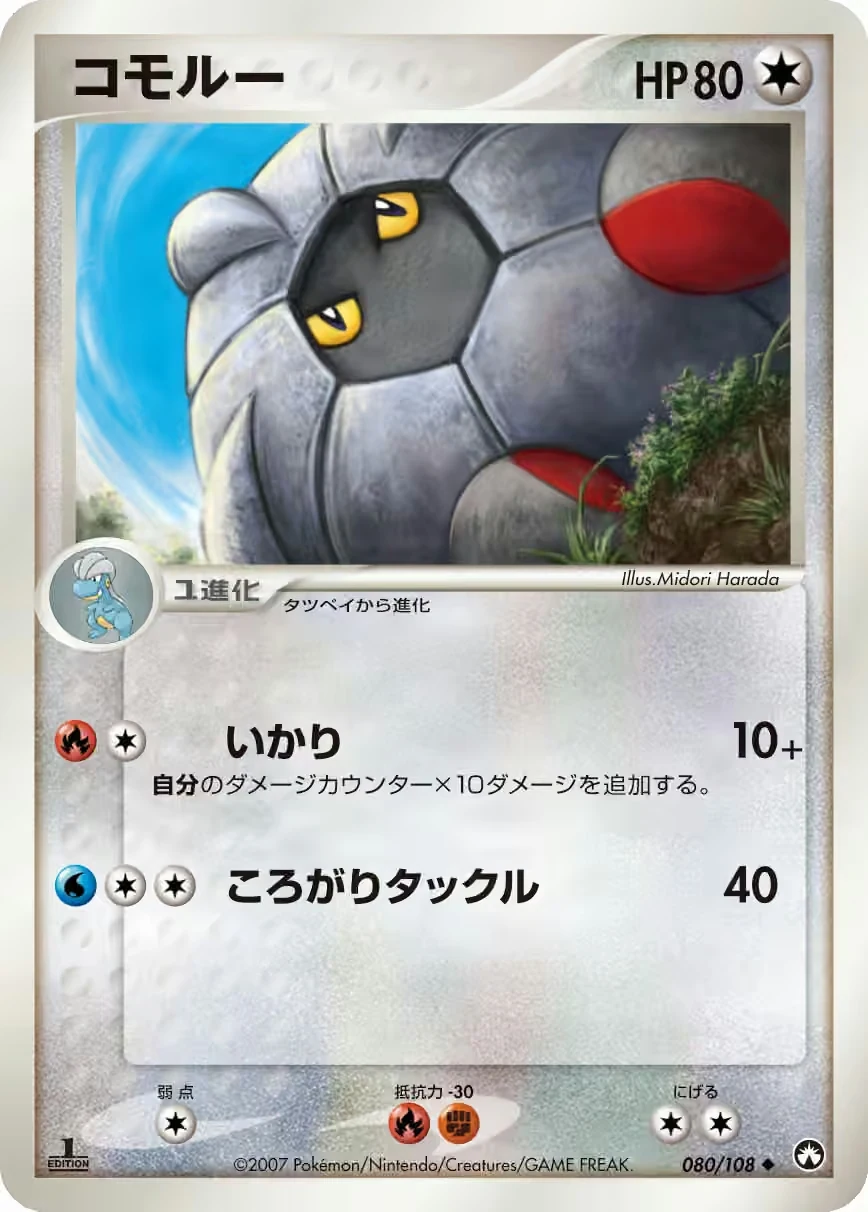 コモルー
HP80
Illus.Midori Harada
1進化
タツベイから進化
いかり 10+
自分のダメージカウンター×10ダメージを追加する。
ころがりタックル 40
弱点 抵抗力 -30 にげる
1
EDITION
©2007 Pokémon/Nintendo/Creatures/GAME FREAK.
080/108